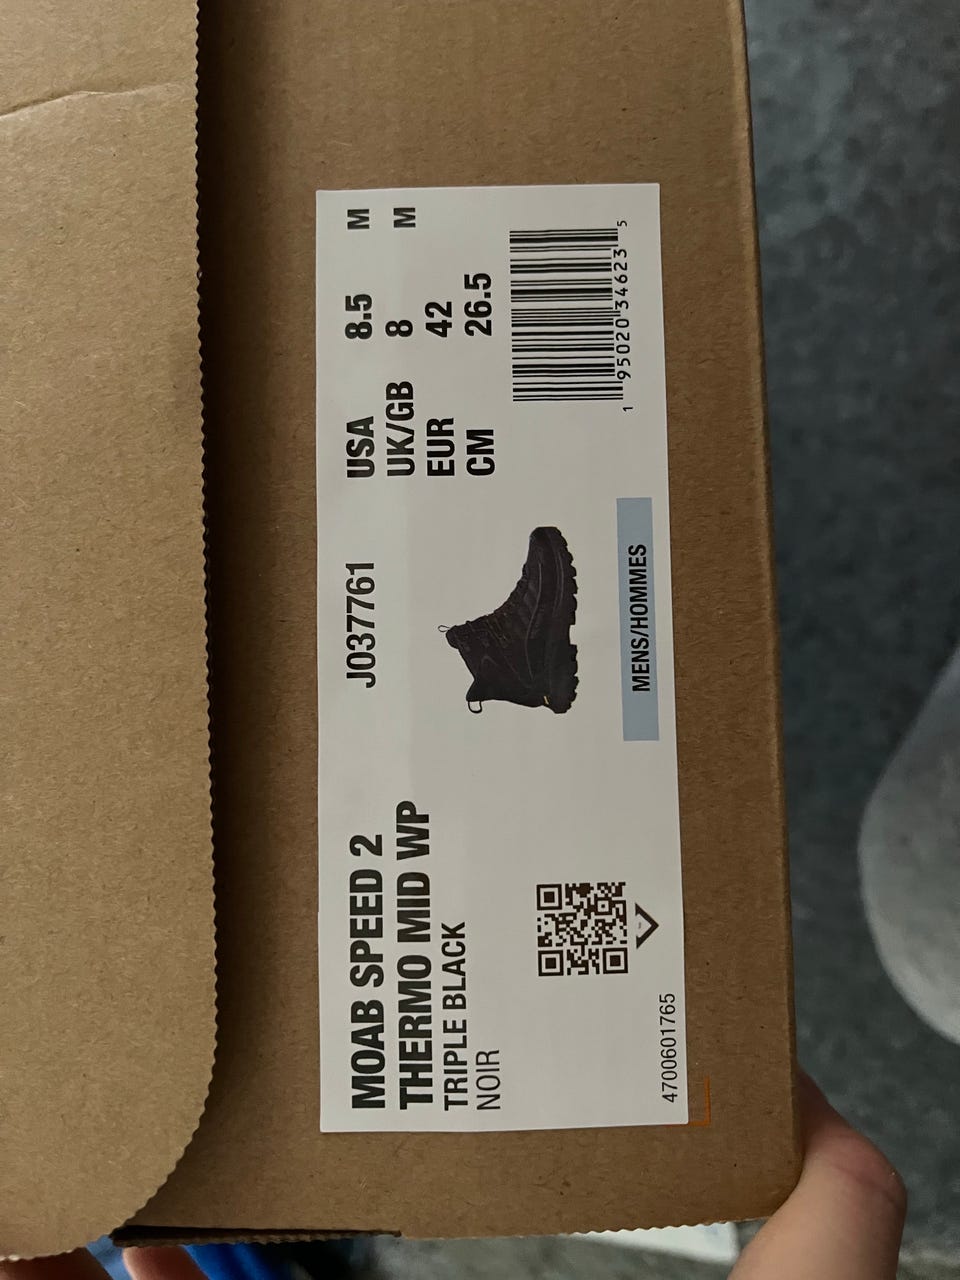 MOAB SPEED 2
THERMO MID WP
TRIPLE BLACK
NOIR
4700601765
J037761
MENS/HOMMES
USA 8.5 M
UK/GB 8 M
EUR 42
CM 26.5
1 95020 34623 5